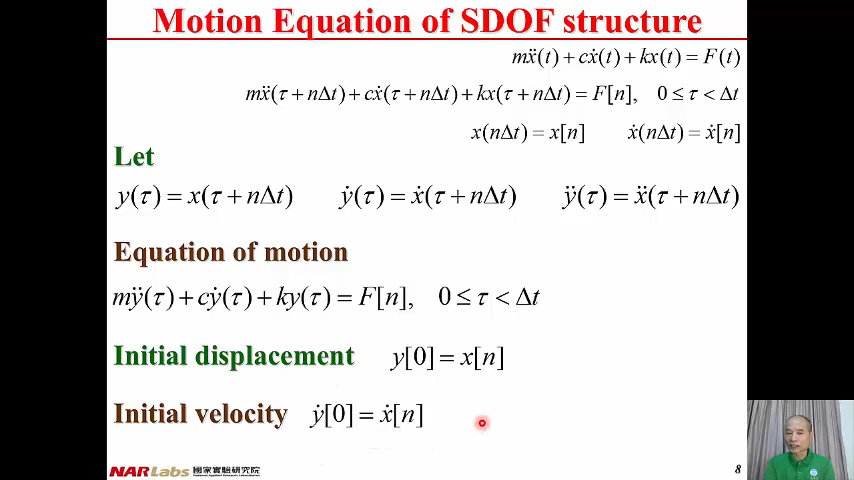 Motion Equation of SDOF structure
mẍ(t) + cẋ(t) + kx(t) = F(t)
mẍ(τ + nΔt) + cẋ(τ + nΔt) + kx(τ + nΔt) = F[n], 0 ≤ τ < Δt
x(nΔt) = x[n] ẋ(nΔt) = ẋ[n]
Let
y(τ) = x(τ + nΔt) ẏ(τ) = ẋ(τ + nΔt) ÿ(τ) = ẍ(τ + nΔt)
Equation of motion
mÿ(τ) + cẏ(τ) + ky(τ) = F[n], 0 ≤ τ < Δt
Initial displacement y[0] = x[n]
Initial velocity ẏ[0] = ẋ[n]
NARLabs 國家實驗研究院
8